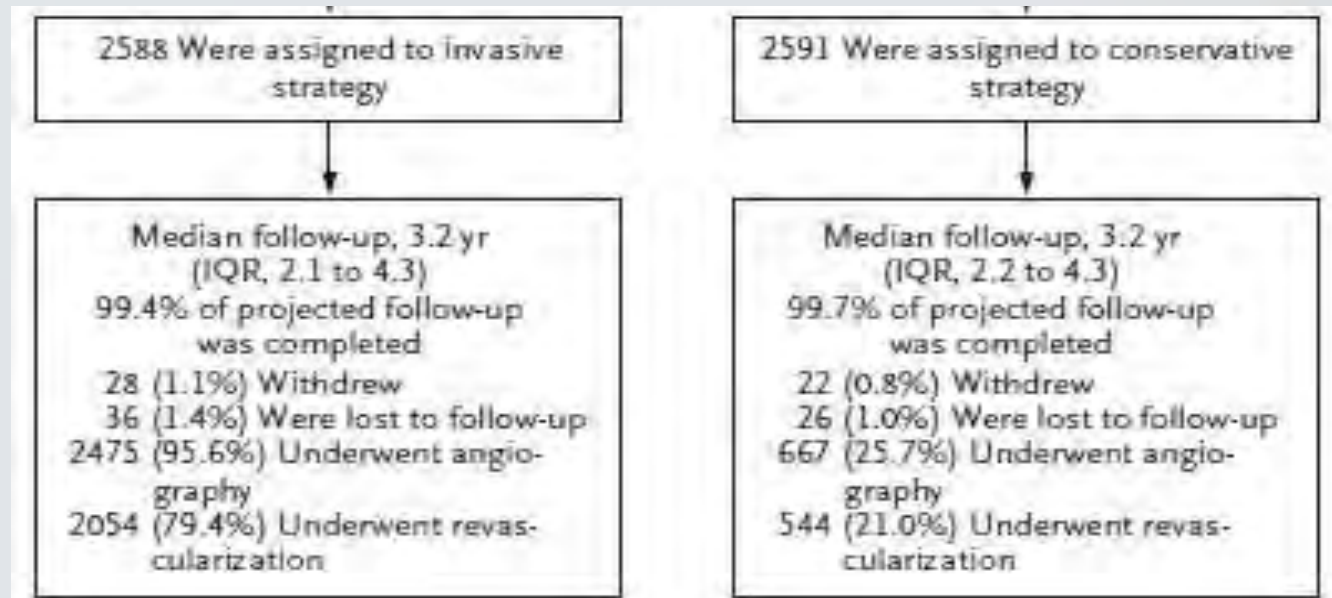 2588 Were assigned to invasive
strategy
Median follow-up, 3.2 yr
(IQR, 2.1 to 4.3)
99.4% of projected follow-up
was completed
28 (1.1%) Withdrew
36 (1.4%) Were lost to follow-up
2475 (95.6%) Underwent angio-
graphy
2054 (79.4%) Underwent revas-
cularization
2591 Were assigned to conservative
strategy
Median follow-up, 3.2 yr
(IQR, 2.2 to 4.3)
99.7% of projected follow-up
was completed
22 (0.8%) Withdrew
26 (1.0%) Were lost to follow-up
667 (25.7%) Underwent angio-
graphy
544 (21.0%) Underwent revas-
cularization